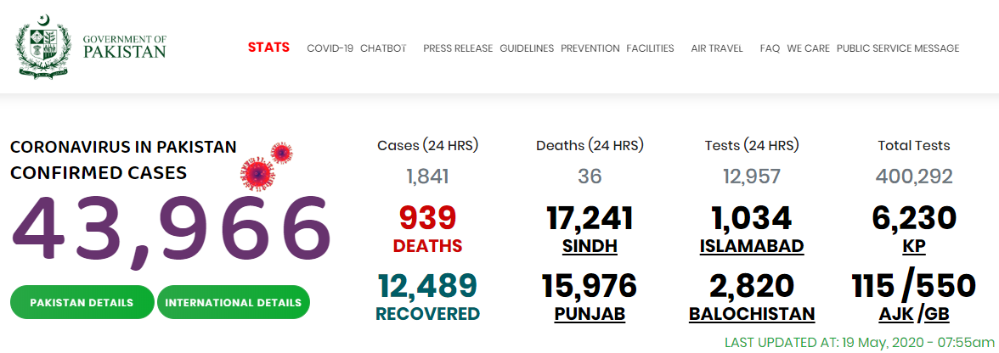 GOVERNMENT OF
PAKISTAN
STATS COVID-19 CHATBOT PRESS RELEASE GUIDELINES PREVENTION FACILITIES AIR TRAVEL FAQ WE CARE PUBLIC SERVICE MESSAGE
CORONAVIRUS IN PAKISTAN
CONFIRMED CASES
43,966
PAKISTAN DETAILS INTERNATIONAL DETAILS
Cases (24 HRS) Deaths (24 HRS) Tests (24 HRS) Total Tests
1,841 36 12,957 400,292
939 17,241 1,034 6,230
DEATHS SINDH ISLAMABAD KP
12,489 15,976 2,820 115 /550
RECOVERED PUNJAB BALOCHISTAN AJK /GB
LAST UPDATED AT: 19 May, 2020 - 07:55am